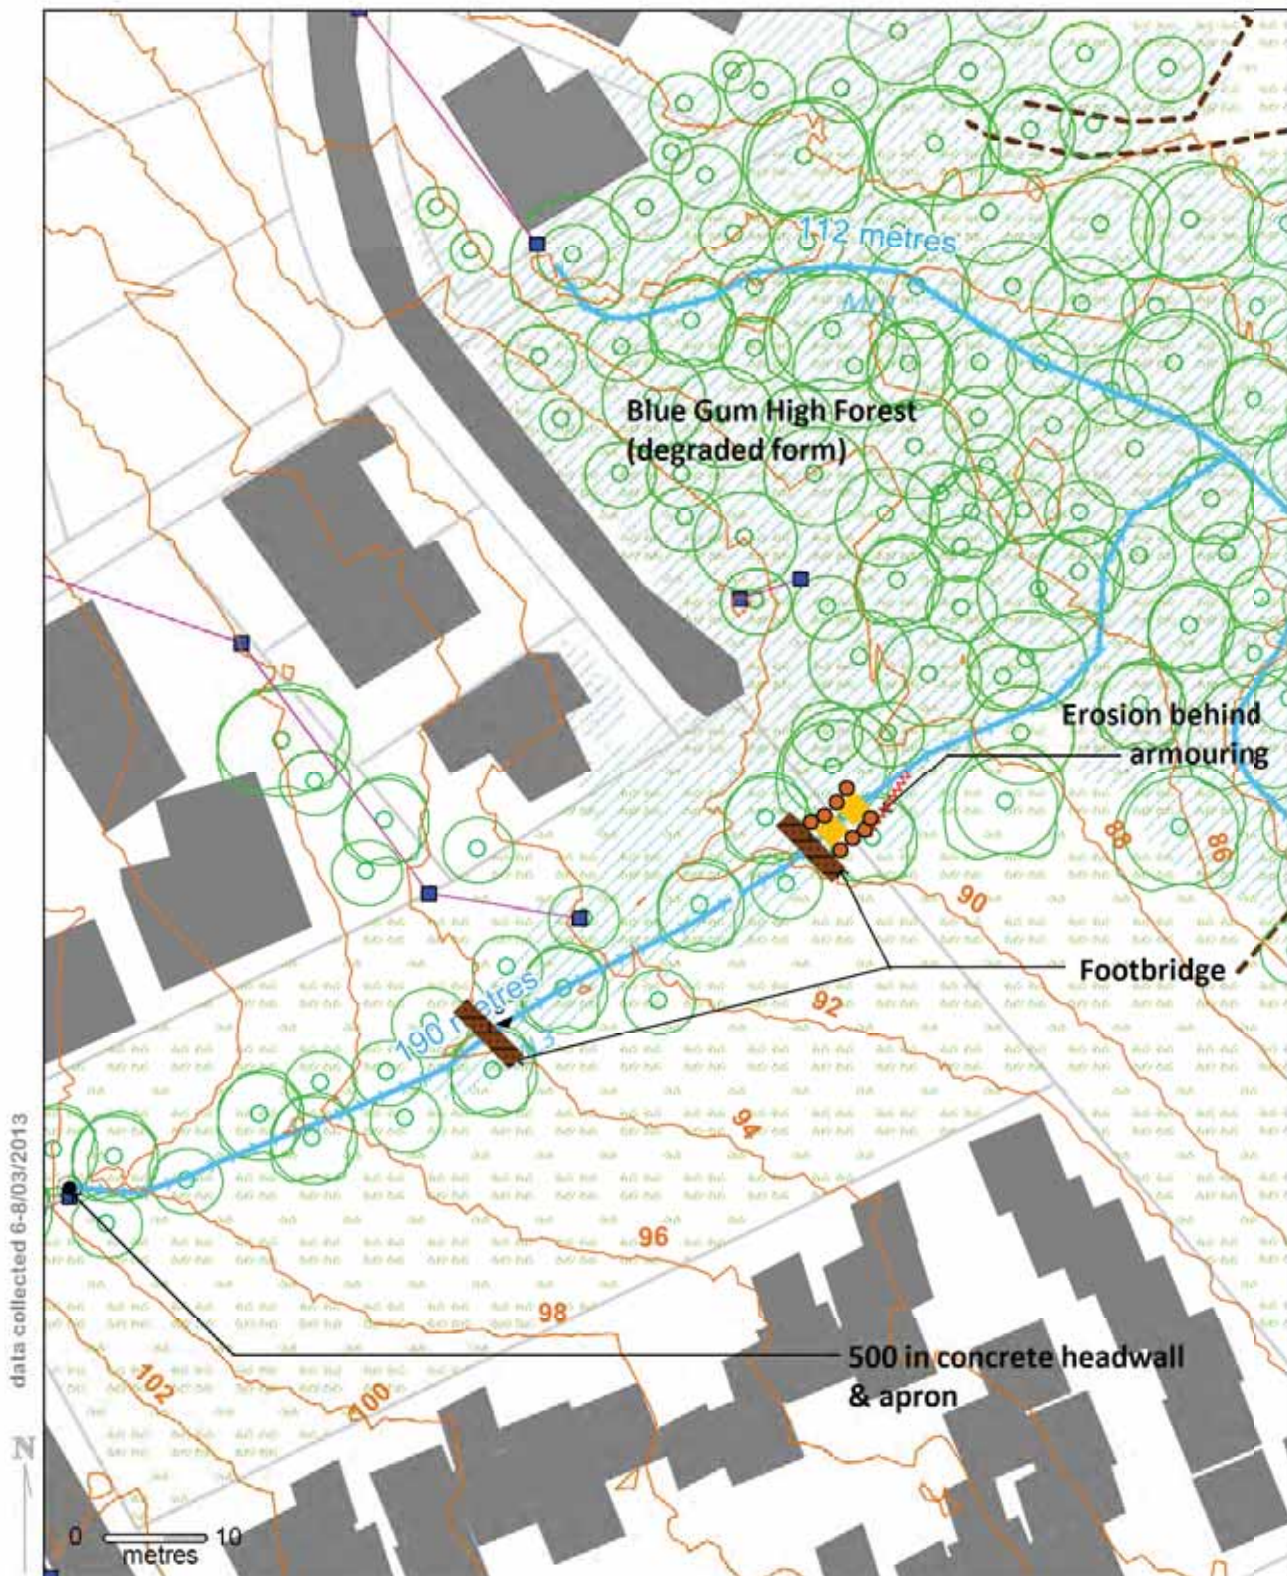 112 metres
Blue Gum High Forest
(degraded form)
Erosion behind
armouring
88
86
90
Footbridge
92
190 metres
3
94
96
98
500 in concrete headwall
& apron
102
100
data collected 6-8/03/2013
N
0 10
metres